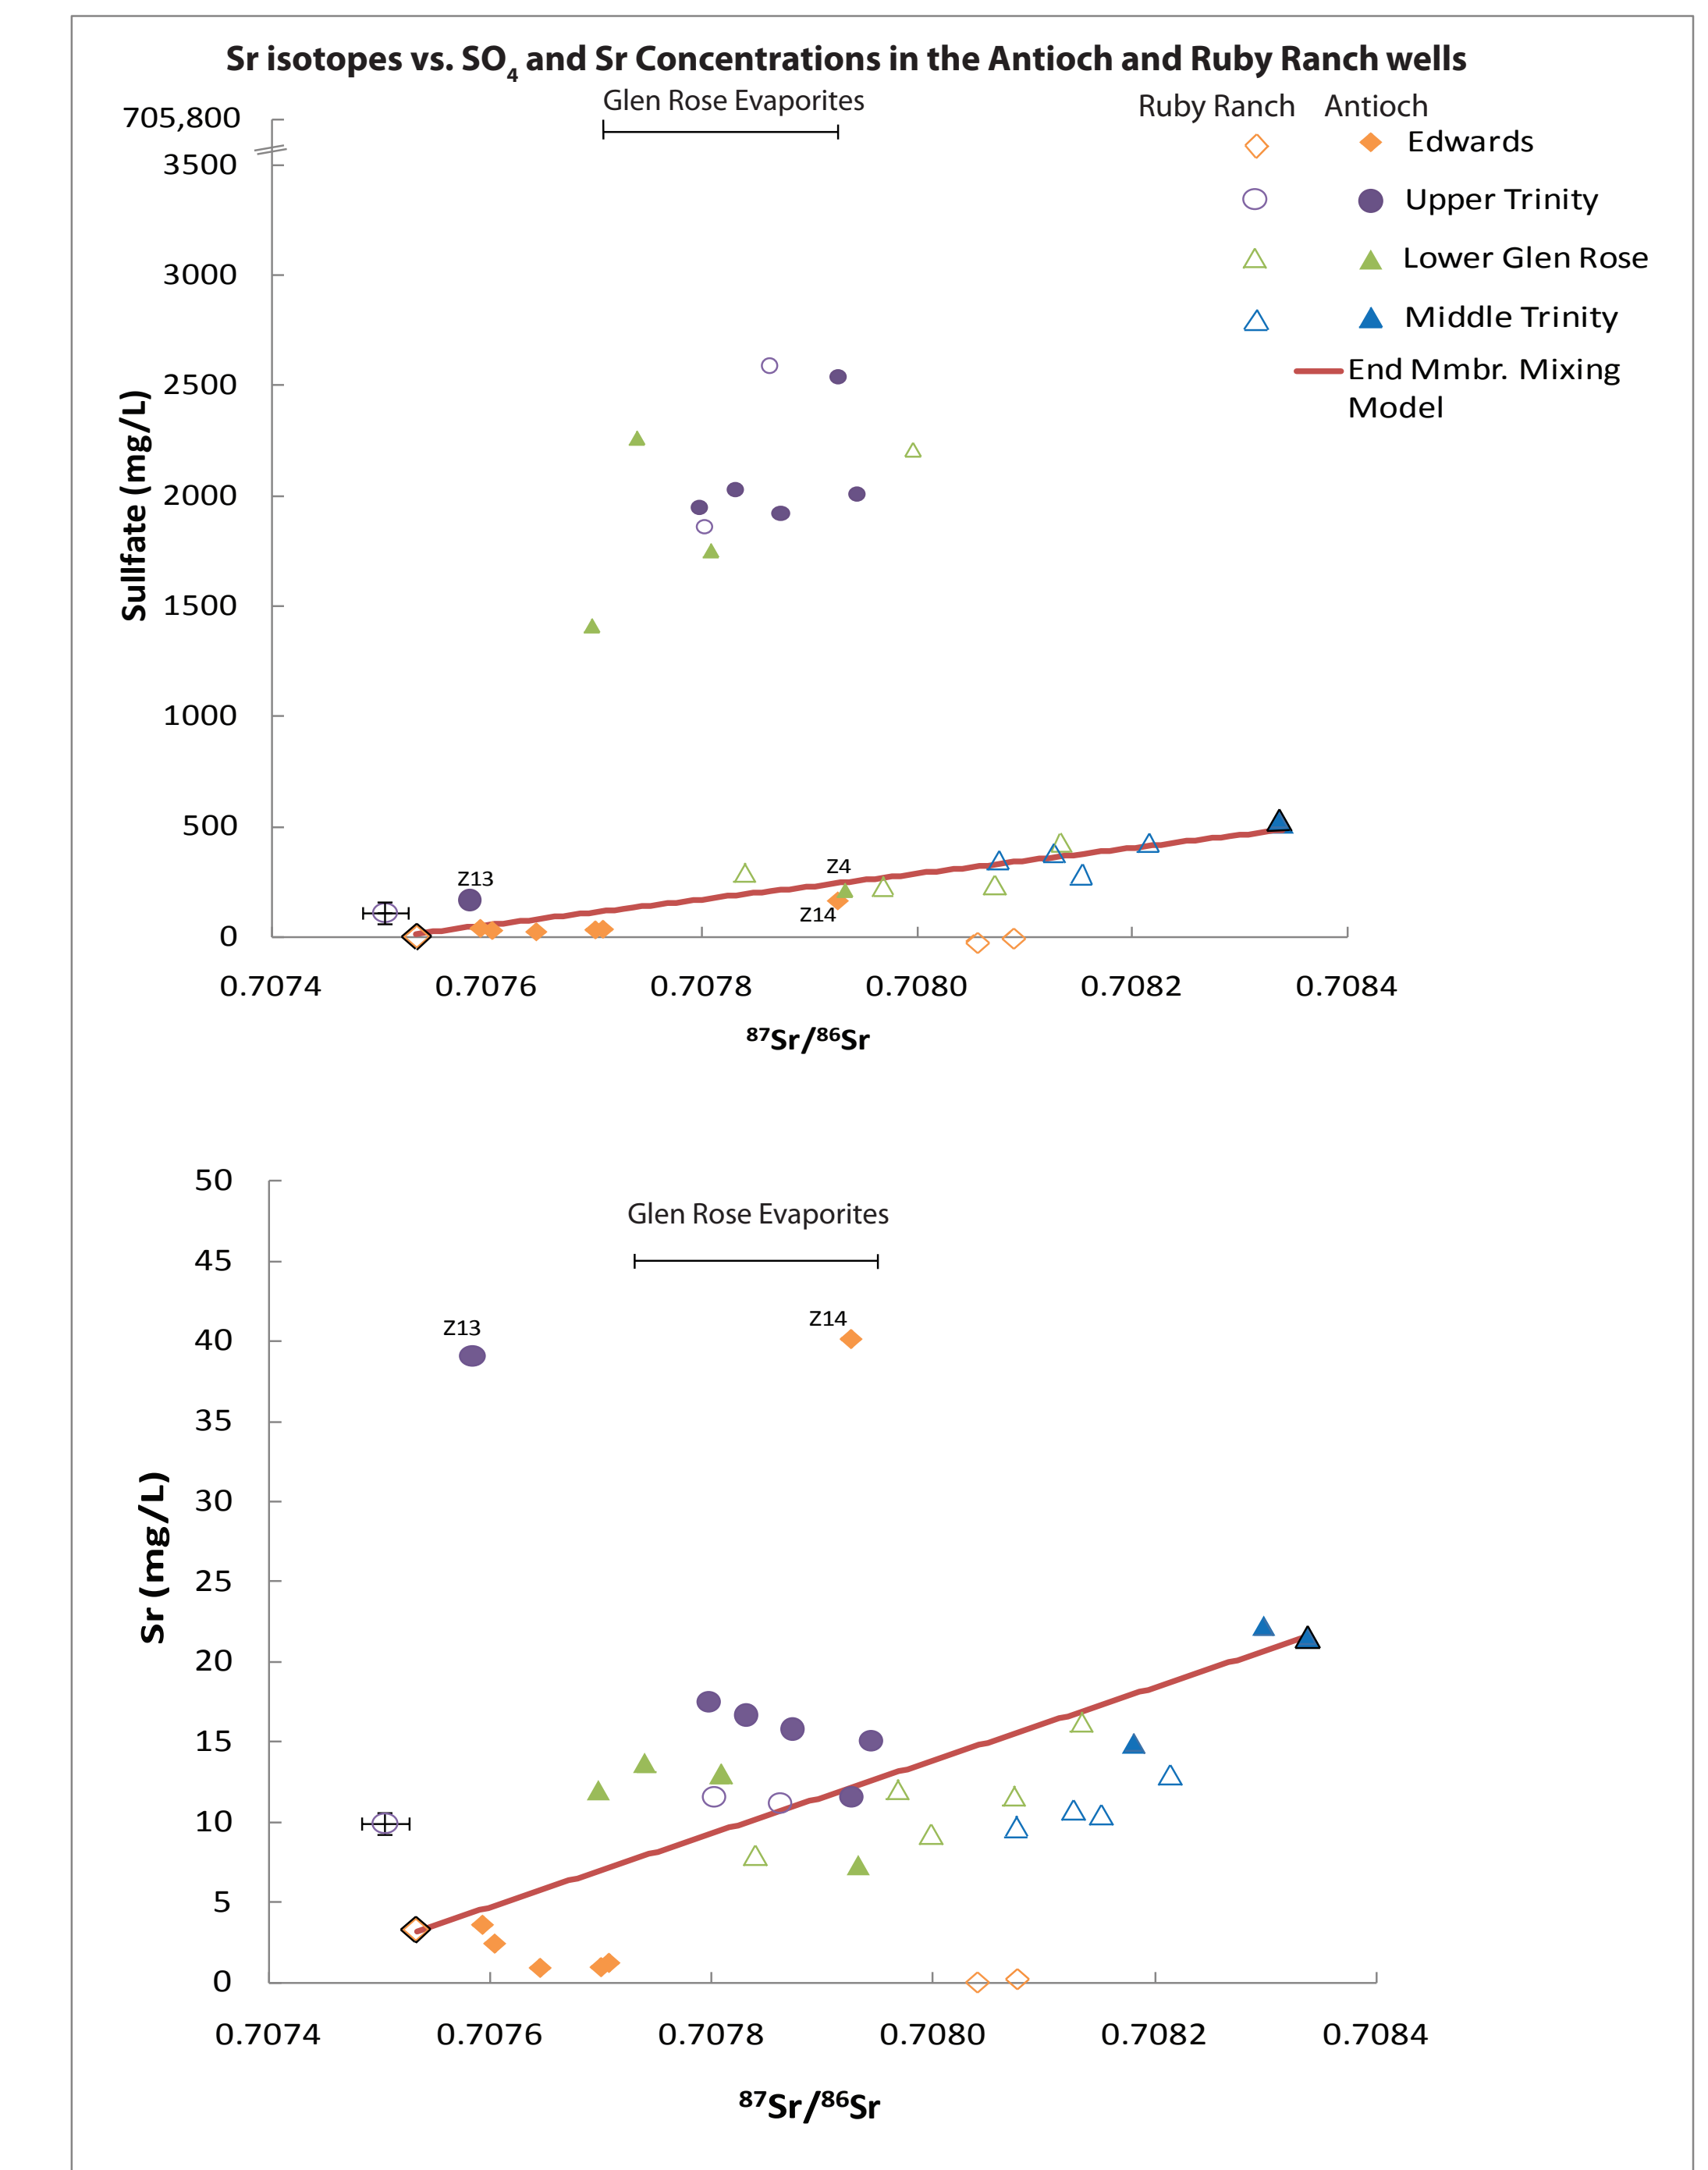 Sr isotopes vs. SO4 and Sr Concentrations in the Antioch and Ruby Ranch wells
Glen Rose Evaporites
Ruby Ranch Antioch
Edwards
Upper Trinity
Lower Glen Rose
Middle Trinity
End Mmbr. Mixing
Model
705,800
3500
3000
2500
2000
1500
1000
500
0
Sullfate (mg/L)
Z13
Z4
Z14
0.7074 0.7076 0.7078 0.7080 0.7082 0.7084
87Sr/86Sr
50
45
40
35
30
25
20
15
10
5
0
Sr (mg/L)
Glen Rose Evaporites
Z13
Z14
0.7074 0.7076 0.7078 0.7080 0.7082 0.7084
87Sr/86Sr